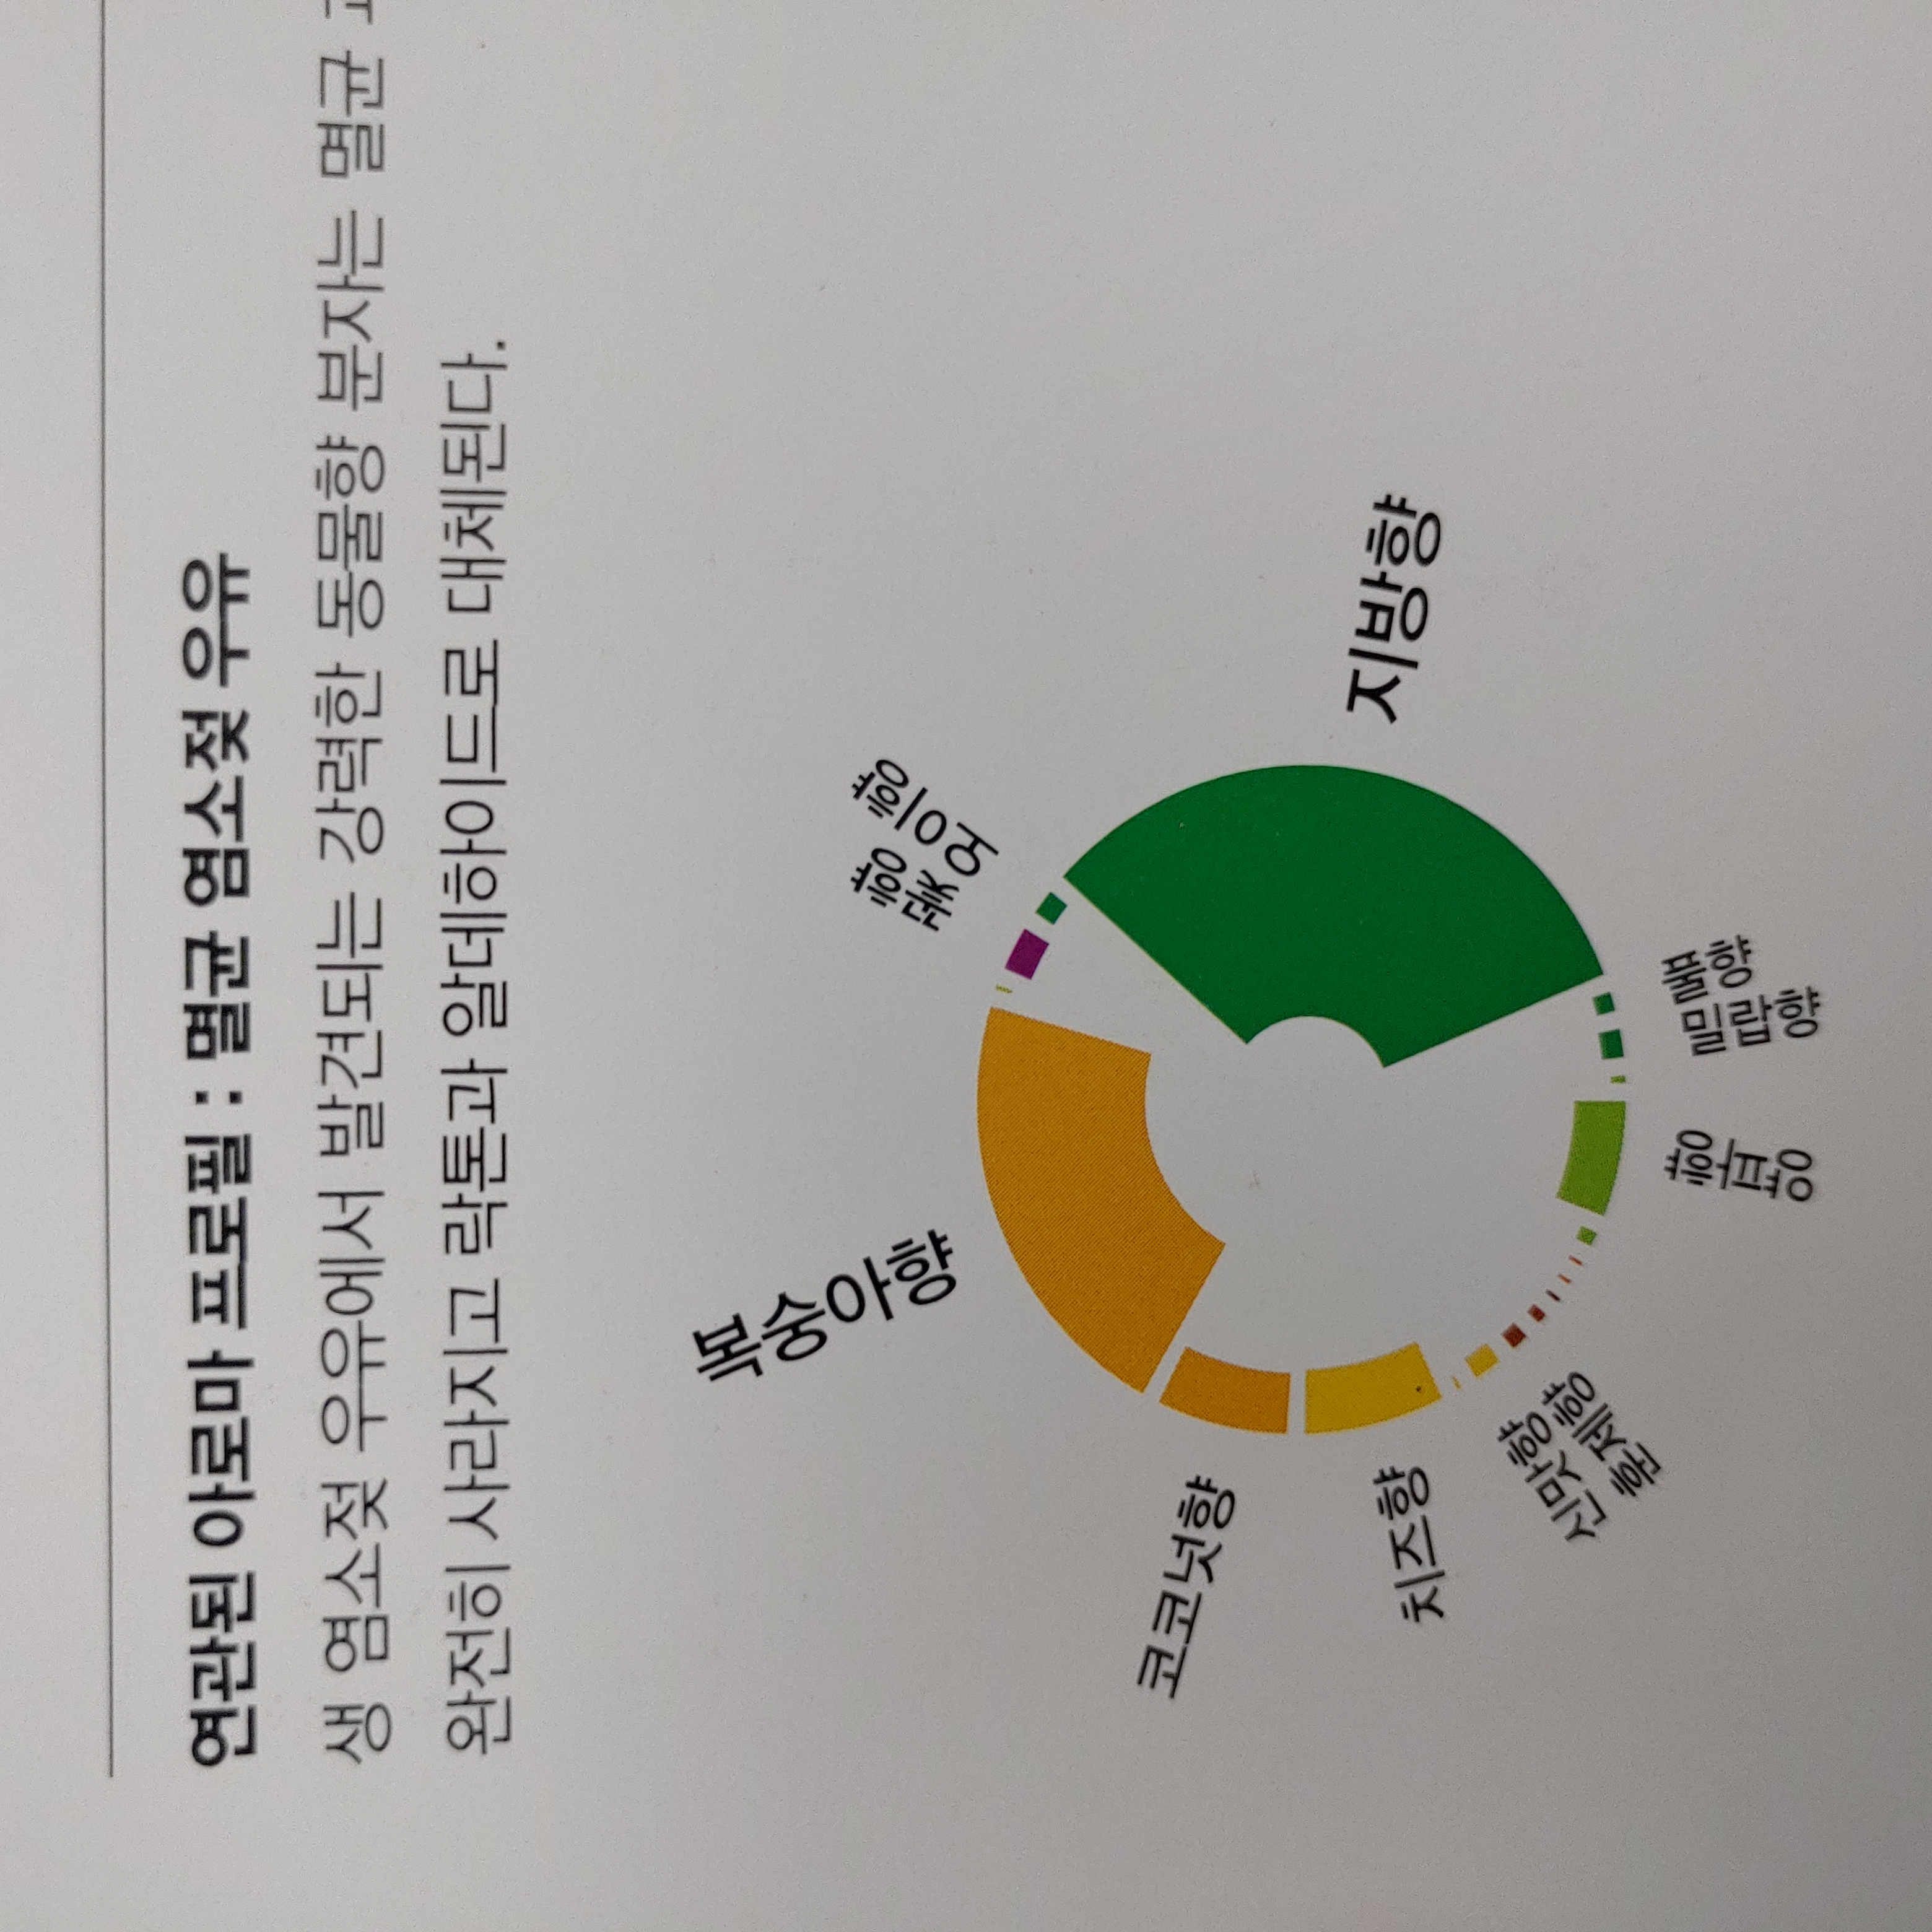 연관된 아로마 프로필 : 멸균 염소젖 우유
생 염소젖 우유에서 발견되는 강력한 동물향 분자는 멸균
완전히 사라지고 락톤과 알데하이드로 대체된다.
복숭아향
꽃향
오이향
코코넛향
지방향
치즈향
신맛향
훈제향
양파향
밀랍향
풀향